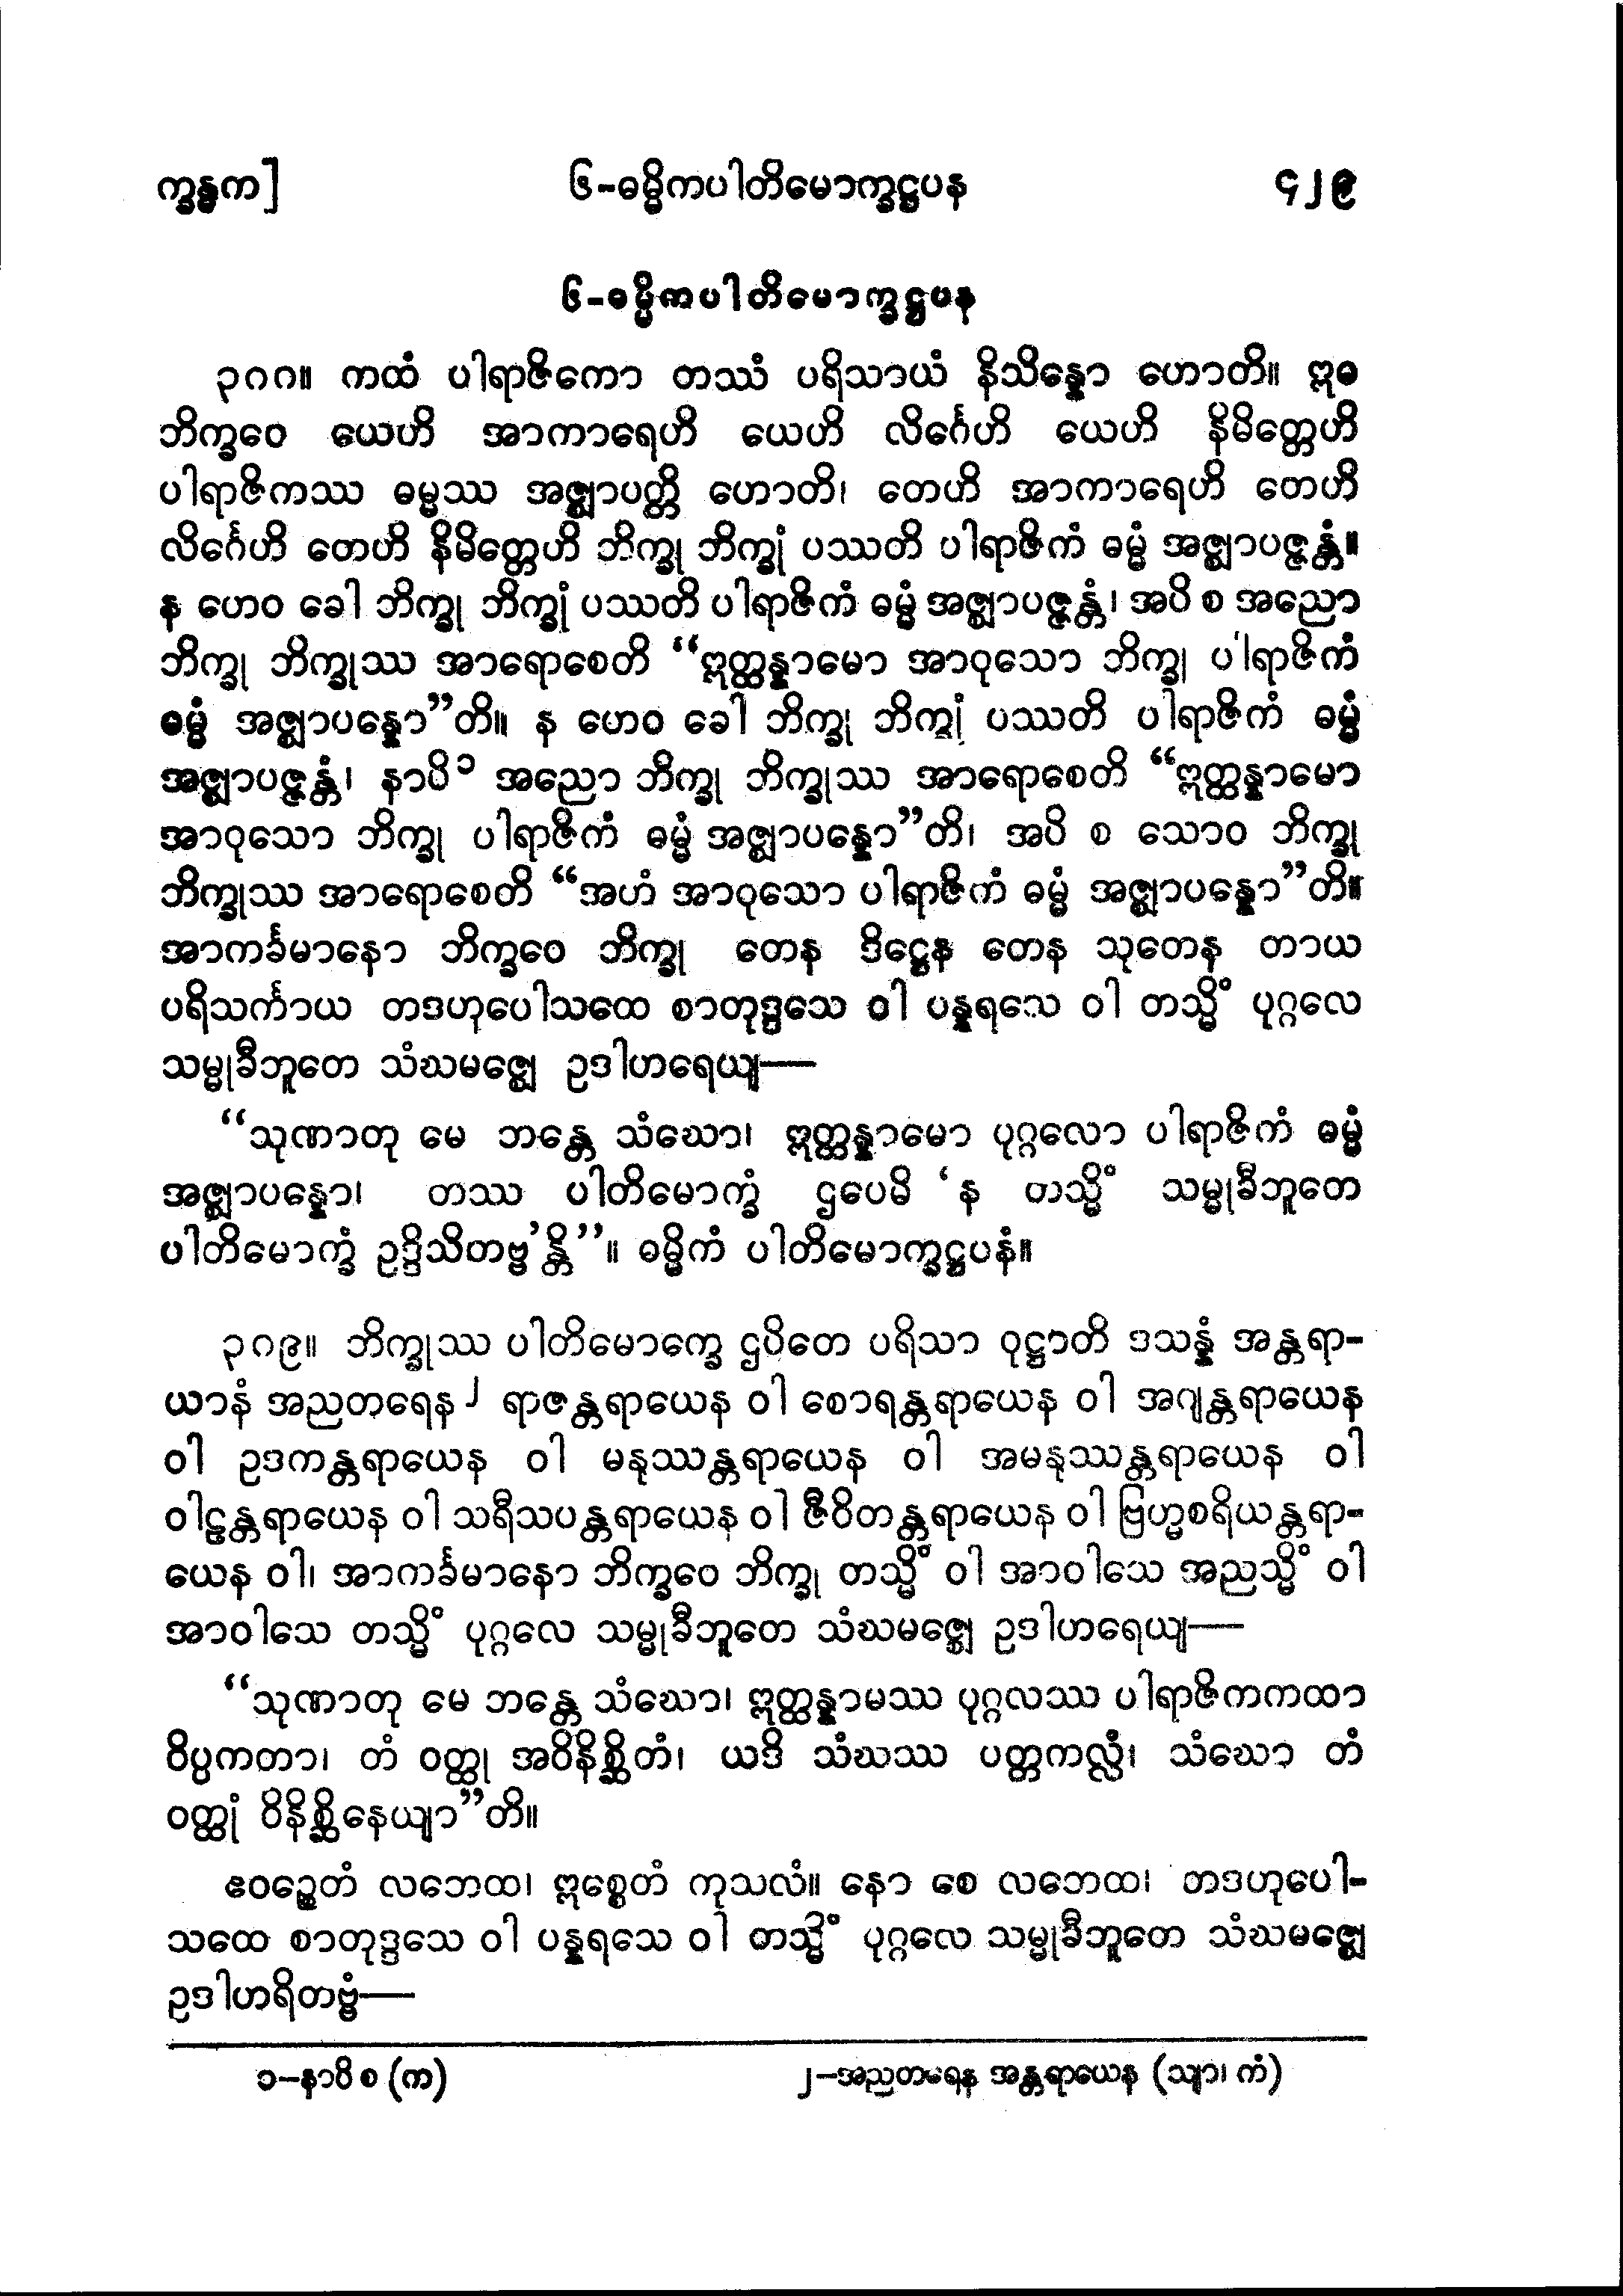 က္ခန္ဓက] ၆-ဓမ္မိကပါတိမောက္ခဋ္ဌပန ၄၂၉
၆-ဓမ္မိကပါတိမောက္ခဋ္ဌပန
၃၈၈။ ကထံ ပါရာဇိကော တဿံ ပရိသာယံ နိသိန္နော ဟောတိ။ ဣဓ
ဘိက္ခဝေ ယေဟိ အာကာရေဟိ ယေဟိ လိင်္ဂေဟိ ယေဟိ နိမိတ္တေဟိ
ပါရာဇိကဿ ဓမ္မဿ အဇ္ဈာပတ္တိ ဟောတိ၊ တေဟိ အာကာရေဟိ တေဟိ
လိင်္ဂေဟိ တေဟိ နိမိတ္တေဟိ ဘိက္ခု ဘိက္ခုံ ပဿတိ ပါရာဇိကံ ဓမ္မံ အဇ္ဈာပဇ္ဇန္တံ။
န ဟေဝ ခေါ ဘိက္ခု ဘိက္ခုံ ပဿတိ ပါရာဇိကံ ဓမ္မံ အဇ္ဈာပဇ္ဇန္တံ၊ အပိ စ အညော
ဘိက္ခု ဘိက္ခုဿ အာရောစေတိ “ဣတ္ထန္နာမော အာဝုသော ဘိက္ခု ပါရာဇိကံ
ဓမ္မံ အဇ္ဈာပန္နော”တိ။ န ဟေဝ ခေါ ဘိက္ခု ဘိက္ခုံ ပဿတိ ပါရာဇိကံ ဓမ္မံ
အဇ္ဈာပဇ္ဇန္တံ၊ နာပိ၁ အညော ဘိက္ခု ဘိက္ခုဿ အာရောစေတိ “ဣတ္ထန္နာမော
အာဝုသော ဘိက္ခု ပါရာဇိကံ ဓမ္မံ အဇ္ဈာပန္နော”တိ၊ အပိ စ သောဝ ဘိက္ခု
ဘိက္ခုဿ အာရောစေတိ “အဟံ အာဝုသော ပါရာဇိကံ ဓမ္မံ အဇ္ဈာပန္နော”တိ။
အာကင်္ခမာနော ဘိက္ခဝေ ဘိက္ခု တေန ဒိဋ္ဌေန တေန သုတေန တာယ
ပရိသင်္ကာယ တဒဟုပေါသထေ စာတုဒ္ဒသေ ဝါ ပန္နရသေ ဝါ တသ္မိံ ပုဂ္ဂလေ
သမ္မုခီဘူတေ သံဃမဇ္ဈေ ဥဒါဟရေယျ—
“သုဏာတု မေ ဘန္တေ သံဃော၊ ဣတ္ထန္နာမော ပုဂ္ဂလော ပါရာဇိကံ ဓမ္မံ
အဇ္ဈာပန္နော၊ တဿ ပါတိမောက္ခံ ဌပေမိ ‘န တသ္မိံ သမ္မုခီဘူတေ
ပါတိမောက္ခံ ဥဒ္ဒိသိတဗ္ဗ’န္တိ”။ ဓမ္မိကံ ပါတိမောက္ခဋ္ဌပနံ။
၃၈၉။ ဘိက္ခုဿ ပါတိမောက္ခေ ဌပိတေ ပရိသာ ဝုဋ္ဌာတိ ဒသန္နံ အန္တရာ-
ယာနံ အညတရေန၂ ရာဇန္တရာယေန ဝါ စောရန္တရာယေန ဝါ အဂျန္တရာယေန
ဝါ ဥဒကန္တရာယေန ဝါ မနုဿန္တရာယေန ဝါ အမနုဿန္တရာယေန ဝါ
ဝါဠန္တရာယေန ဝါ သရီသပန္တရာယေန ဝါ ဇီဝိတန္တရာယေန ဝါ ဗြဟ္မစရိယန္တရာ-
ယေန ဝါ၊ အာကင်္ခမာနော ဘိက္ခဝေ ဘိက္ခု တသ္မိံ ဝါ အာဝါသေ အညသ္မိံ ဝါ
အာဝါသေ တသ္မိံ ပုဂ္ဂလေ သမ္မုခီဘူတေ သံဃမဇ္ဈေ ဥဒါဟရေယျ—
“သုဏာတု မေ ဘန္တေ သံဃော၊ ဣတ္ထန္နာမဿ ပုဂ္ဂလဿ ပါရာဇိကကထာ
ဝိပ္ပကတာ၊ တံ ဝတ္ထု အဝိနိစ္ဆိတံ၊ ယဒိ သံဃဿ ပတ္တကလ္လံ၊ သံဃော တံ
ဝတ္ထုံ ဝိနိစ္ဆိနေယျာ”တိ။
ဧဝဉ္စေတံ လဘေထ၊ ဣစ္စေတံ ကုသလံ။ နော စေ လဘေထ၊ တဒဟုပေါ-
သထေ စာတုဒ္ဒသေ ဝါ ပန္နရသေ ဝါ တသ္မိံ ပုဂ္ဂလေ သမ္မုခီဘူတေ သံဃမဇ္ဈေ
ဥဒါဟရိတဗ္ဗံ—
၁-နာပိ စ (က) ၂-အညတရေန အန္တရာယေန (သျာ၊ ကံ)